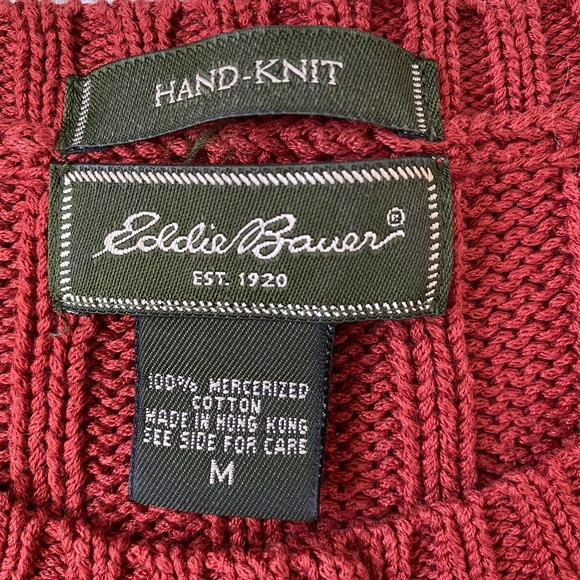 HAND-KNIT
Eddie Bauer®
EST. 1920
100% MERCERIZED
COTTON
MADE IN HONG KONG
SEE SIDE FOR CARE
M